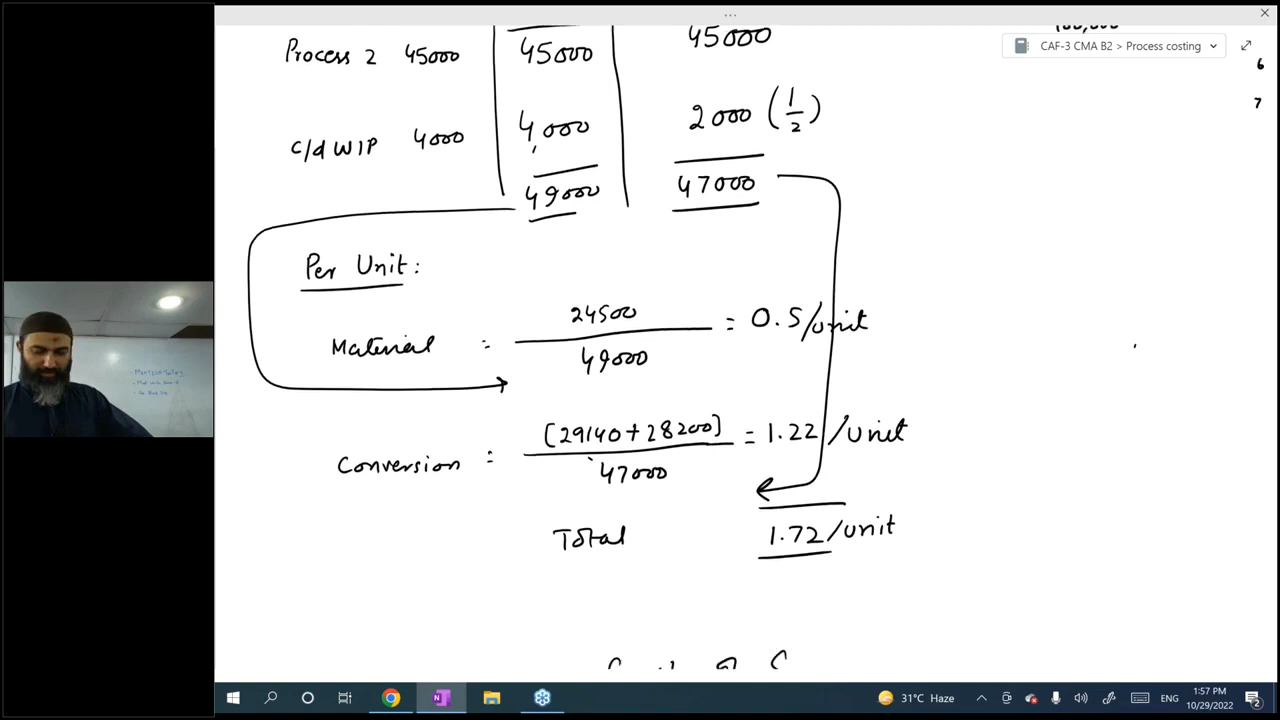 CAF-3 CMA B2 > Process costing
6
7
Process 2 45000 45000 45000
c/d WIP 4000 4,000 2000 (1/2)
49000 47000
Per Unit:
Material : 24500 / 49000 = 0.5/unit
Conversion : [29140+28200] / 47000 = 1.22/unit
Total 1.72/unit
31°C Haze
ENG
1:57 PM
10/29/2022
2